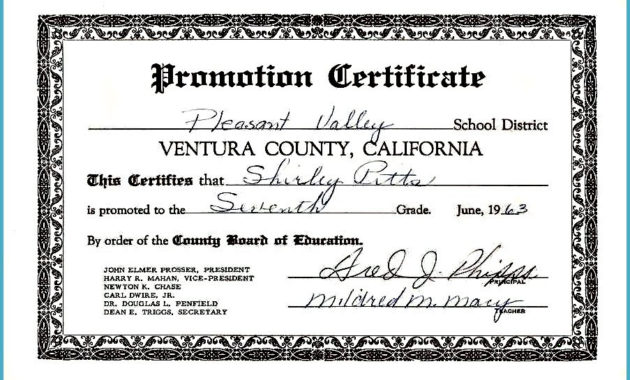 Promotion Certificate
Pleasant Valley School District
VENTURA COUNTY, CALIFORNIA
This Certifies that Shirley Pitts
is promoted to the Seventh Grade. June, 1963
By order of the County Board of Education.
JOHN ELMER PROSSER, PRESIDENT
HARRY R. MAHAN, VICE-PRESIDENT
NEWTON K. CHASE
CARL DWIRE, JR.
DR. DOUGLAS L. PENFIELD
DEAN E. TRIGGS, SECRETARY
Fred J. Phipps
PRINCIPAL
Mildred M. Macy
TEACHER